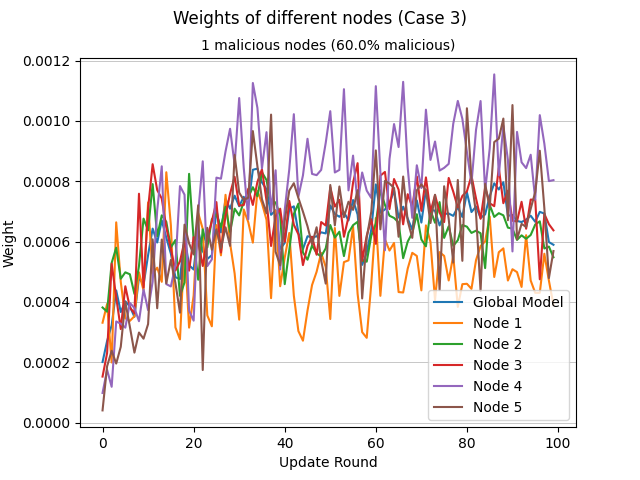 Weights of different nodes (Case 3)
1 malicious nodes (60.0% malicious)
Weight
0.0012
0.0010
0.0008
0.0006
0.0004
0.0002
0.0000
0
20
40
60
80
100
Update Round
Global Model
Node 1
Node 2
Node 3
Node 4
Node 5